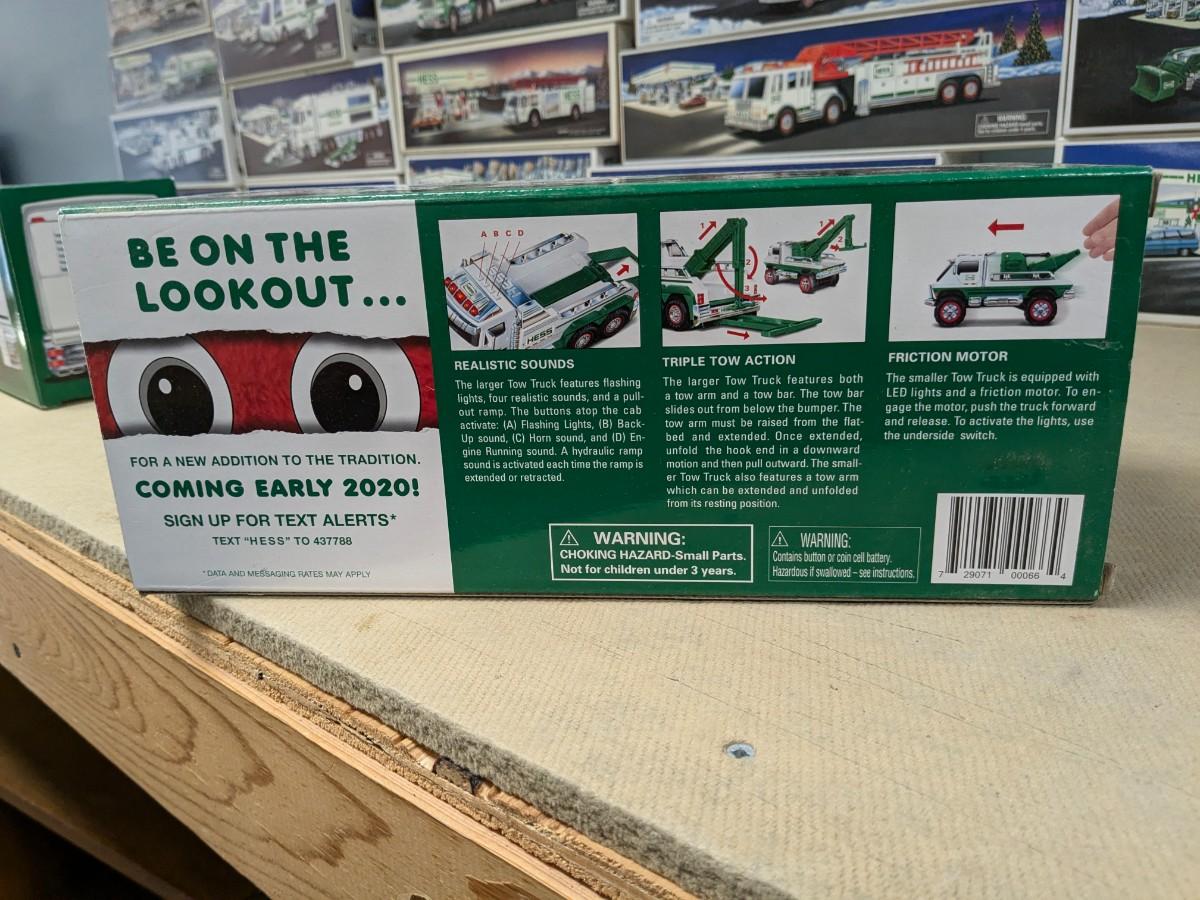 HESS
HESS
WARNING:
BE ON THE
LOOKOUT...
FOR A NEW ADDITION TO THE TRADITION.
COMING EARLY 2020!
SIGN UP FOR TEXT ALERTS*
TEXT "HESS" TO 437788
*DATA AND MESSAGING RATES MAY APPLY
A B C D
HESS
REALISTIC SOUNDS
The larger Tow Truck features flashing
lights, four realistic sounds, and a pull-
out ramp. The buttons atop the cab
activate: (A) Flashing Lights, (B) Back-
Up sound, (C) Horn sound, and (D) En-
gine Running sound. A hydraulic ramp
sound is activated each time the ramp is
extended or retracted.
1
2
3
1
2
TRIPLE TOW ACTION
The larger Tow Truck features both
a tow arm and a tow bar. The tow bar
slides out from below the bumper. The
tow arm must be raised from the flat-
bed and extended. Once extended,
unfold the hook end in a downward
motion and then pull outward. The small-
er Tow Truck also features a tow arm
which can be extended and unfolded
from its resting position.
FRICTION MOTOR
The smaller Tow Truck is equipped with
LED lights and a friction motor. To en-
gage the motor, push the truck forward
and release. To activate the lights, use
the underside switch.
WARNING:
CHOKING HAZARD-Small Parts.
Not for children under 3 years.
WARNING:
Contains button or coin cell battery.
Hazardous if swallowed – see instructions.
7 29071 00066 4